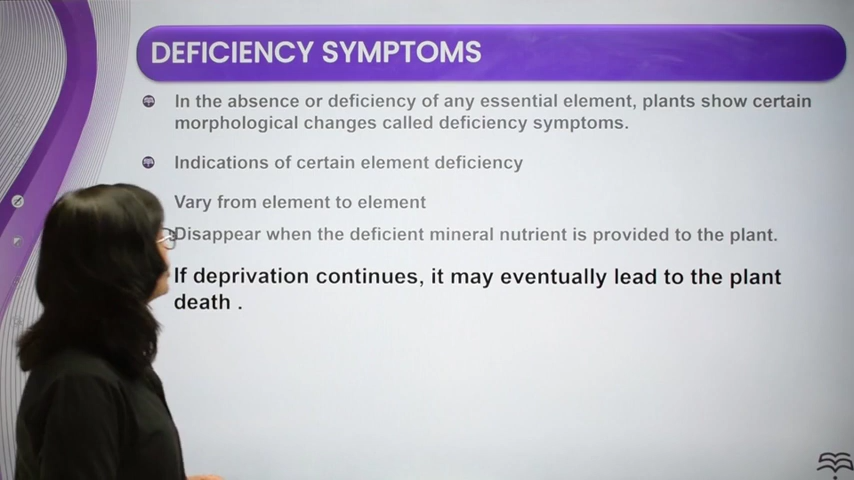 DEFICIENCY SYMPTOMS
In the absence or deficiency of any essential element, plants show certain
morphological changes called deficiency symptoms.
Indications of certain element deficiency
Vary from element to element
Disappear when the deficient mineral nutrient is provided to the plant.
If deprivation continues, it may eventually lead to the plant
death .